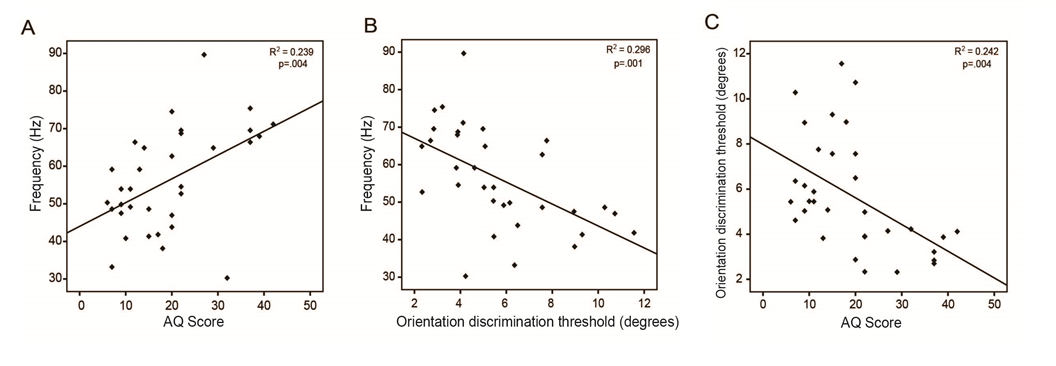 A
R² = 0.239
p=.004
Frequency (Hz)
90
80
70
60
50
40
30
0 10 20 30 40 50
AQ Score
B
R² = 0.296
p=.001
Frequency (Hz)
90
80
70
60
50
40
30
2 4 6 8 10 12
Orientation discrimination threshold (degrees)
C
R² = 0.242
p=.004
Orientation discrimination threshold (degrees)
12
10
8
6
4
2
0 10 20 30 40 50
AQ Score